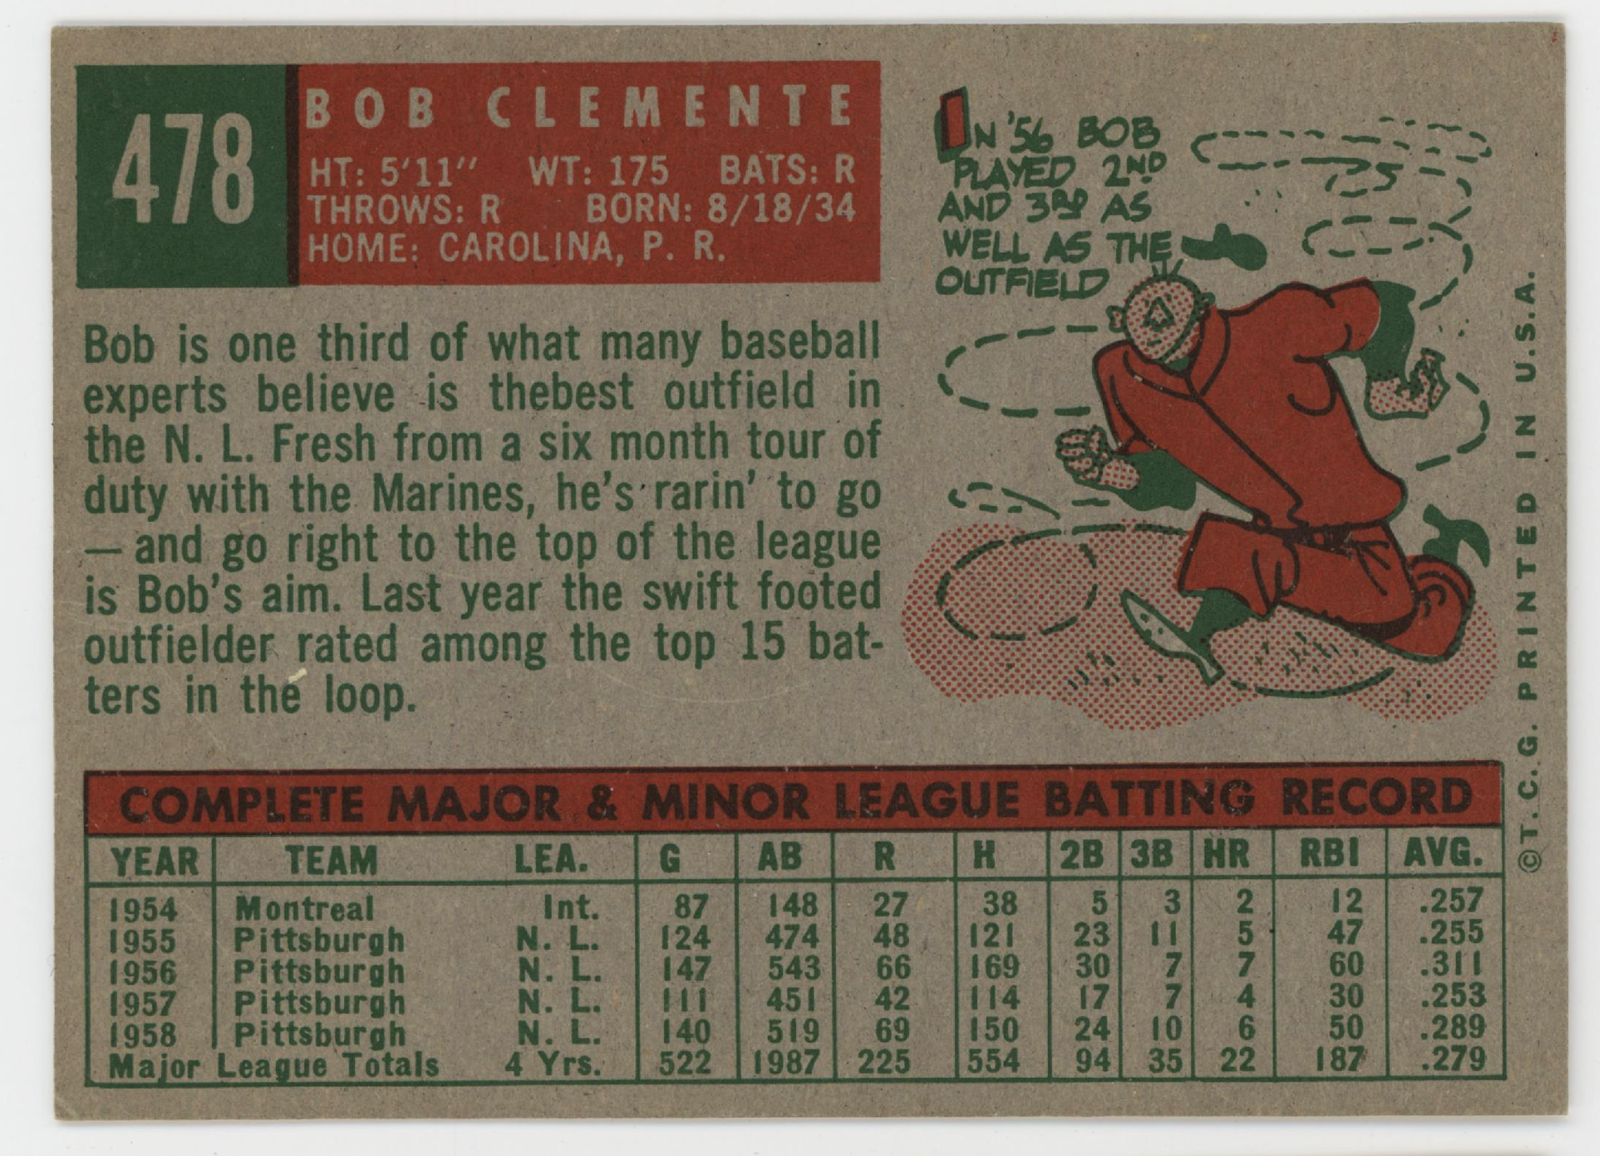 478
BOB CLEMENTE
HT: 5'11" WT: 175 BATS: R
THROWS: R BORN: 8/18/34
HOME: CAROLINA, P. R.
IN '56 BOB
PLAYED 2ND
AND 3RD AS
WELL AS THE
OUTFIELD
Bob is one third of what many baseball
experts believe is thebest outfield in
the N. L. Fresh from a six month tour of
duty with the Marines, he's rarin' to go
— and go right to the top of the league
is Bob's aim. Last year the swift footed
outfielder rated among the top 15 bat-
ters in the loop.
COMPLETE MAJOR & MINOR LEAGUE BATTING RECORD
YEAR TEAM LEA. G AB R H 2B 3B HR RBI AVG.
1954 Montreal Int. 87 148 27 38 5 3 2 12 .257
1955 Pittsburgh N. L. 124 474 48 121 23 11 5 47 .255
1956 Pittsburgh N. L. 147 543 66 169 30 7 7 60 .311
1957 Pittsburgh N. L. 111 451 42 114 17 7 4 30 .253
1958 Pittsburgh N. L. 140 519 69 150 24 10 6 50 .289
Major League Totals 4 Yrs. 522 1987 225 554 94 35 22 187 .279
©T. C. G. PRINTED IN U.S.A.